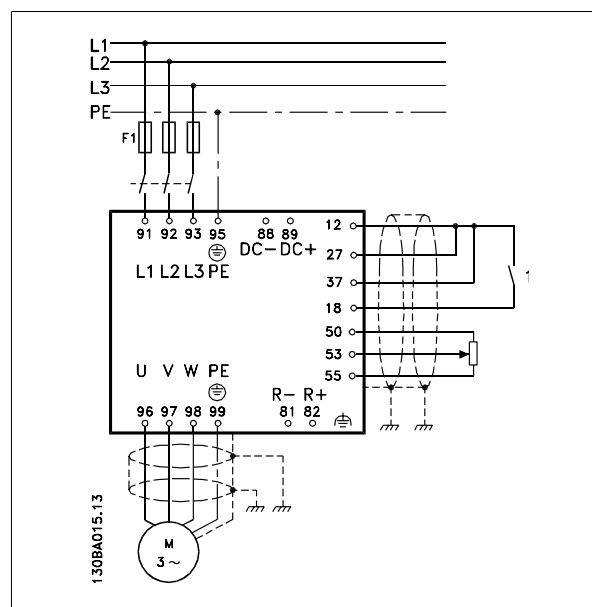 L1
L2
L3
PE
F1
91 92 93 95 88 89
DC- DC+
L1 L2 L3 PE
12
27
37
18
1
50
53
55
U V W PE
R- R+
96 97 98 99 81 82
M
3 ~
130BA015.13